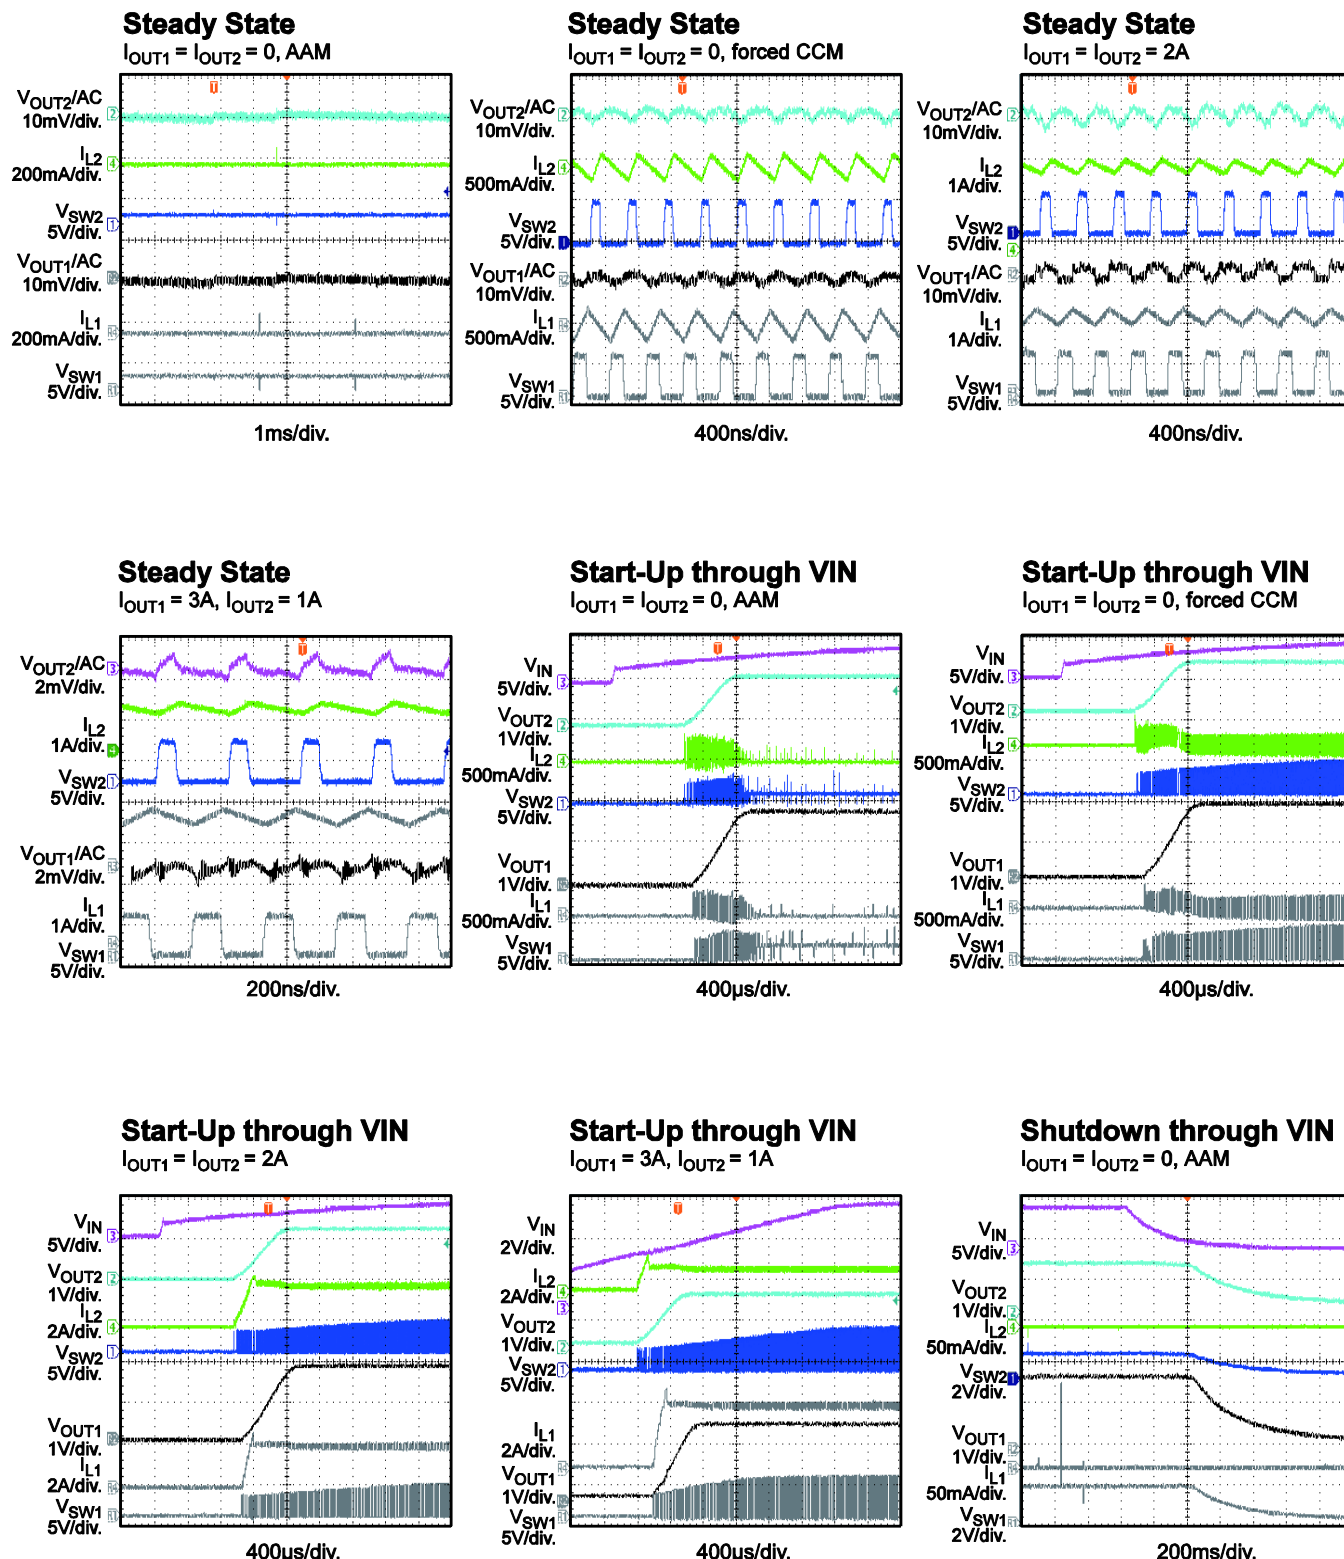 Steady State
IOUT1 = IOUT2 = 0, AAM
VOUT2/AC
10mV/div.
IL2
200mA/div.
VSW2
5V/div.
VOUT1/AC
10mV/div.
IL1
200mA/div.
VSW1
5V/div.
1ms/div.
Steady State
IOUT1 = IOUT2 = 0, forced CCM
VOUT2/AC
10mV/div.
IL2
500mA/div.
VSW2
5V/div.
VOUT1/AC
10mV/div.
IL1
500mA/div.
VSW1
5V/div.
400ns/div.
Steady State
IOUT1 = IOUT2 = 2A
VOUT2/AC
10mV/div.
IL2
1A/div.
VSW2
5V/div.
VOUT1/AC
10mV/div.
IL1
1A/div.
VSW1
5V/div.
400ns/div.
Steady State
IOUT1 = 3A, IOUT2 = 1A
VOUT2/AC
2mV/div.
IL2
1A/div.
VSW2
5V/div.
VOUT1/AC
2mV/div.
IL1
1A/div.
VSW1
5V/div.
200ns/div.
Start-Up through VIN
IOUT1 = IOUT2 = 0, AAM
VIN
5V/div.
VOUT2
1V/div.
IL2
500mA/div.
VSW2
5V/div.
VOUT1
1V/div.
IL1
500mA/div.
VSW1
5V/div.
400µs/div.
Start-Up through VIN
IOUT1 = IOUT2 = 0, forced CCM
VIN
5V/div.
VOUT2
1V/div.
IL2
500mA/div.
VSW2
5V/div.
VOUT1
1V/div.
IL1
500mA/div.
VSW1
5V/div.
400µs/div.
Start-Up through VIN
IOUT1 = IOUT2 = 2A
VIN
5V/div.
VOUT2
1V/div.
IL2
2A/div.
VSW2
5V/div.
VOUT1
1V/div.
IL1
2A/div.
VSW1
5V/div.
400µs/div.
Start-Up through VIN
IOUT1 = 3A, IOUT2 = 1A
VIN
2V/div.
IL2
2A/div.
VOUT2
1V/div.
VSW2
5V/div.
IL1
2A/div.
VOUT1
1V/div.
VSW1
5V/div.
400µs/div.
Shutdown through VIN
IOUT1 = IOUT2 = 0, AAM
VIN
5V/div.
VOUT2
1V/div.
IL2
50mA/div.
VSW2
2V/div.
VOUT1
1V/div.
IL1
50mA/div.
VSW1
2V/div.
200ms/div.